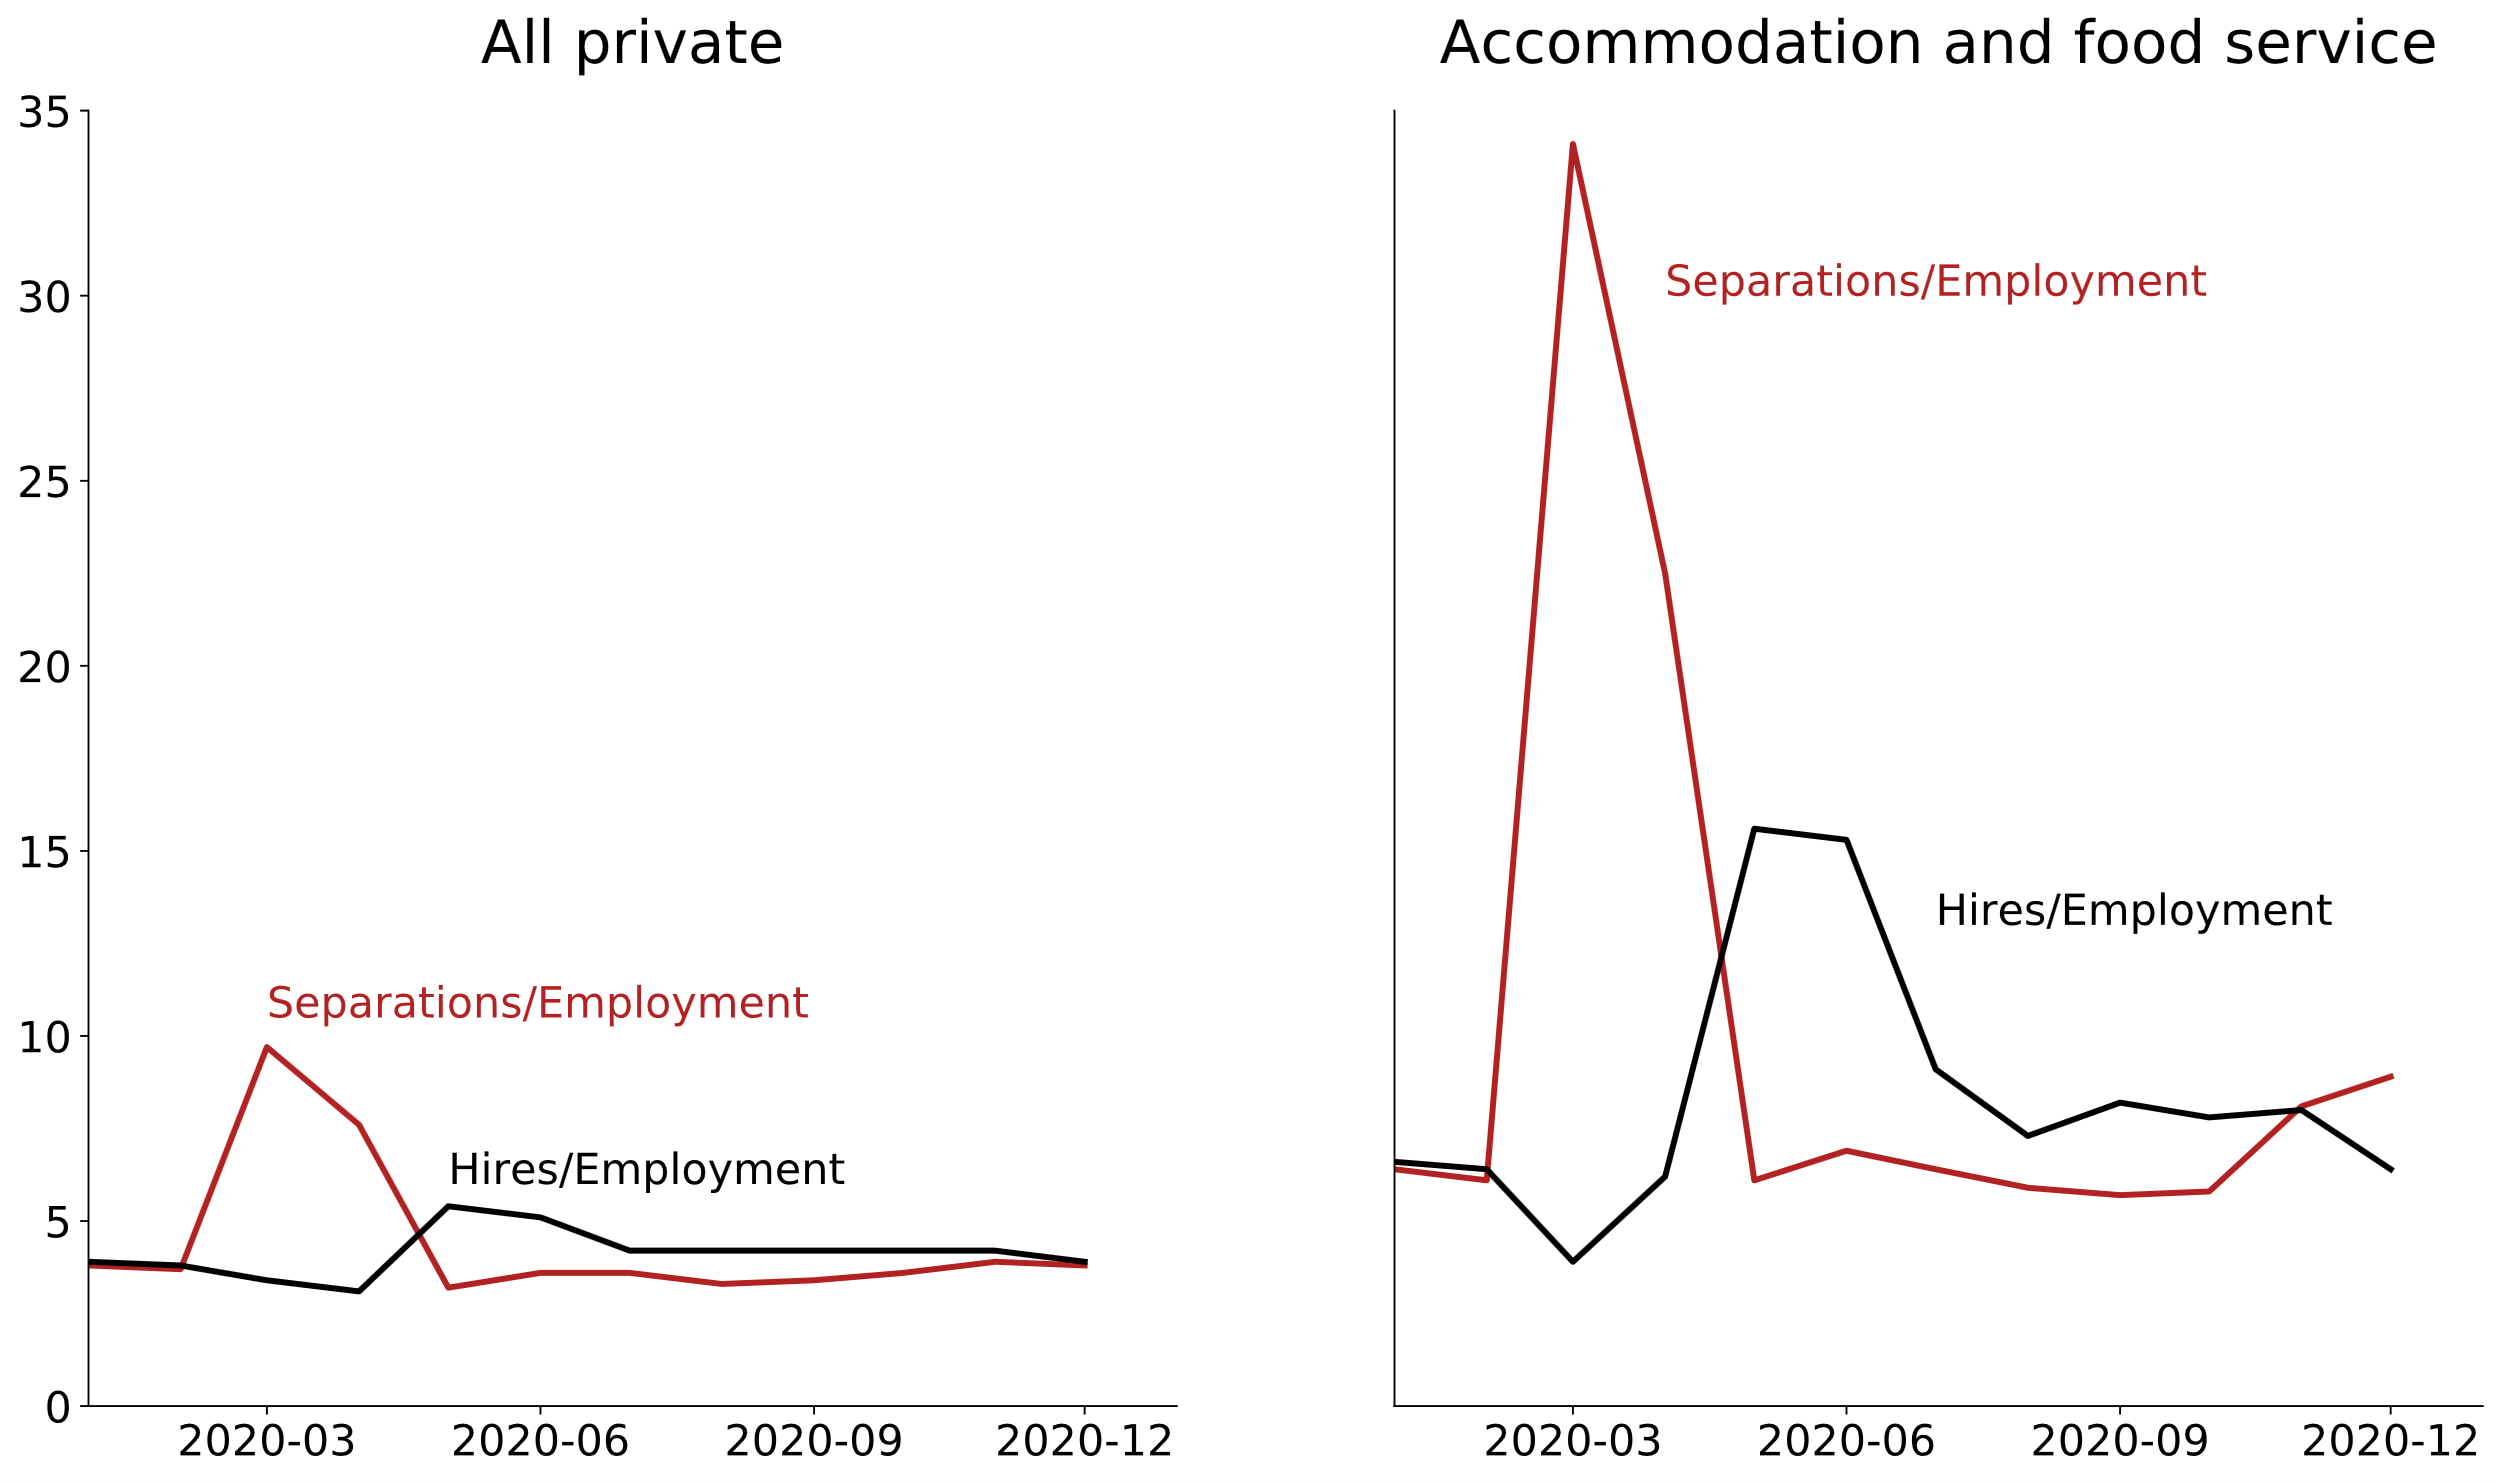 All private
Accommodation and food service
35
30
25
20
15
10
5
0
Separations/Employment
Hires/Employment
Separations/Employment
Hires/Employment
2020-03 2020-06 2020-09 2020-12
2020-03 2020-06 2020-09 2020-12